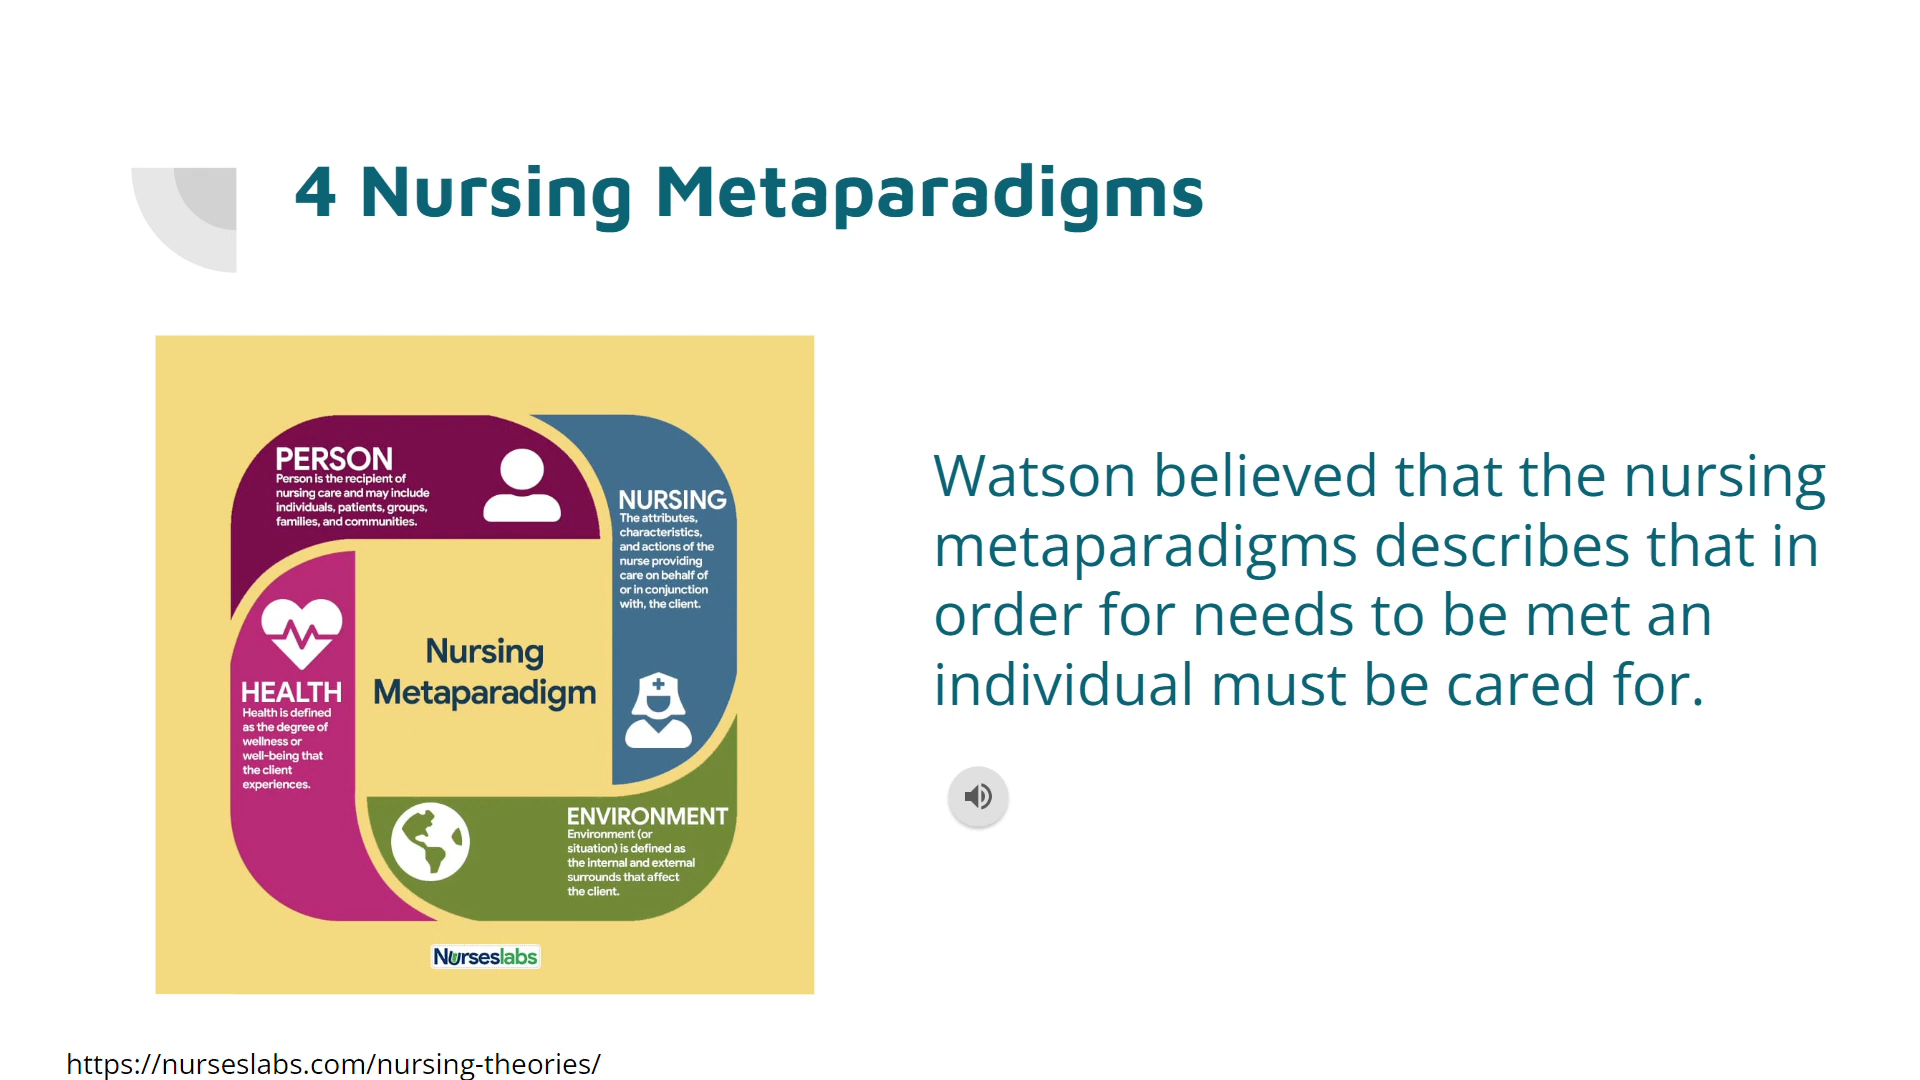 4 Nursing Metaparadigms
PERSON
Person is the recipient of
nursing care and may include
individuals, patients, groups,
families, and communities.
NURSING
The attributes,
characteristics,
and actions of the
nurse providing
care on behalf of
or in conjunction
with, the client.
HEALTH
Health is defined
as the degree of
wellness or
well-being that
the client
experiences.
Nursing
Metaparadigm
ENVIRONMENT
Environment (or
situation) is defined as
the internal and external
surrounds that affect
the client.
Nurseslabs
Watson believed that the nursing
metaparadigms describes that in
order for needs to be met an
individual must be cared for.
https://nurseslabs.com/nursing-theories/